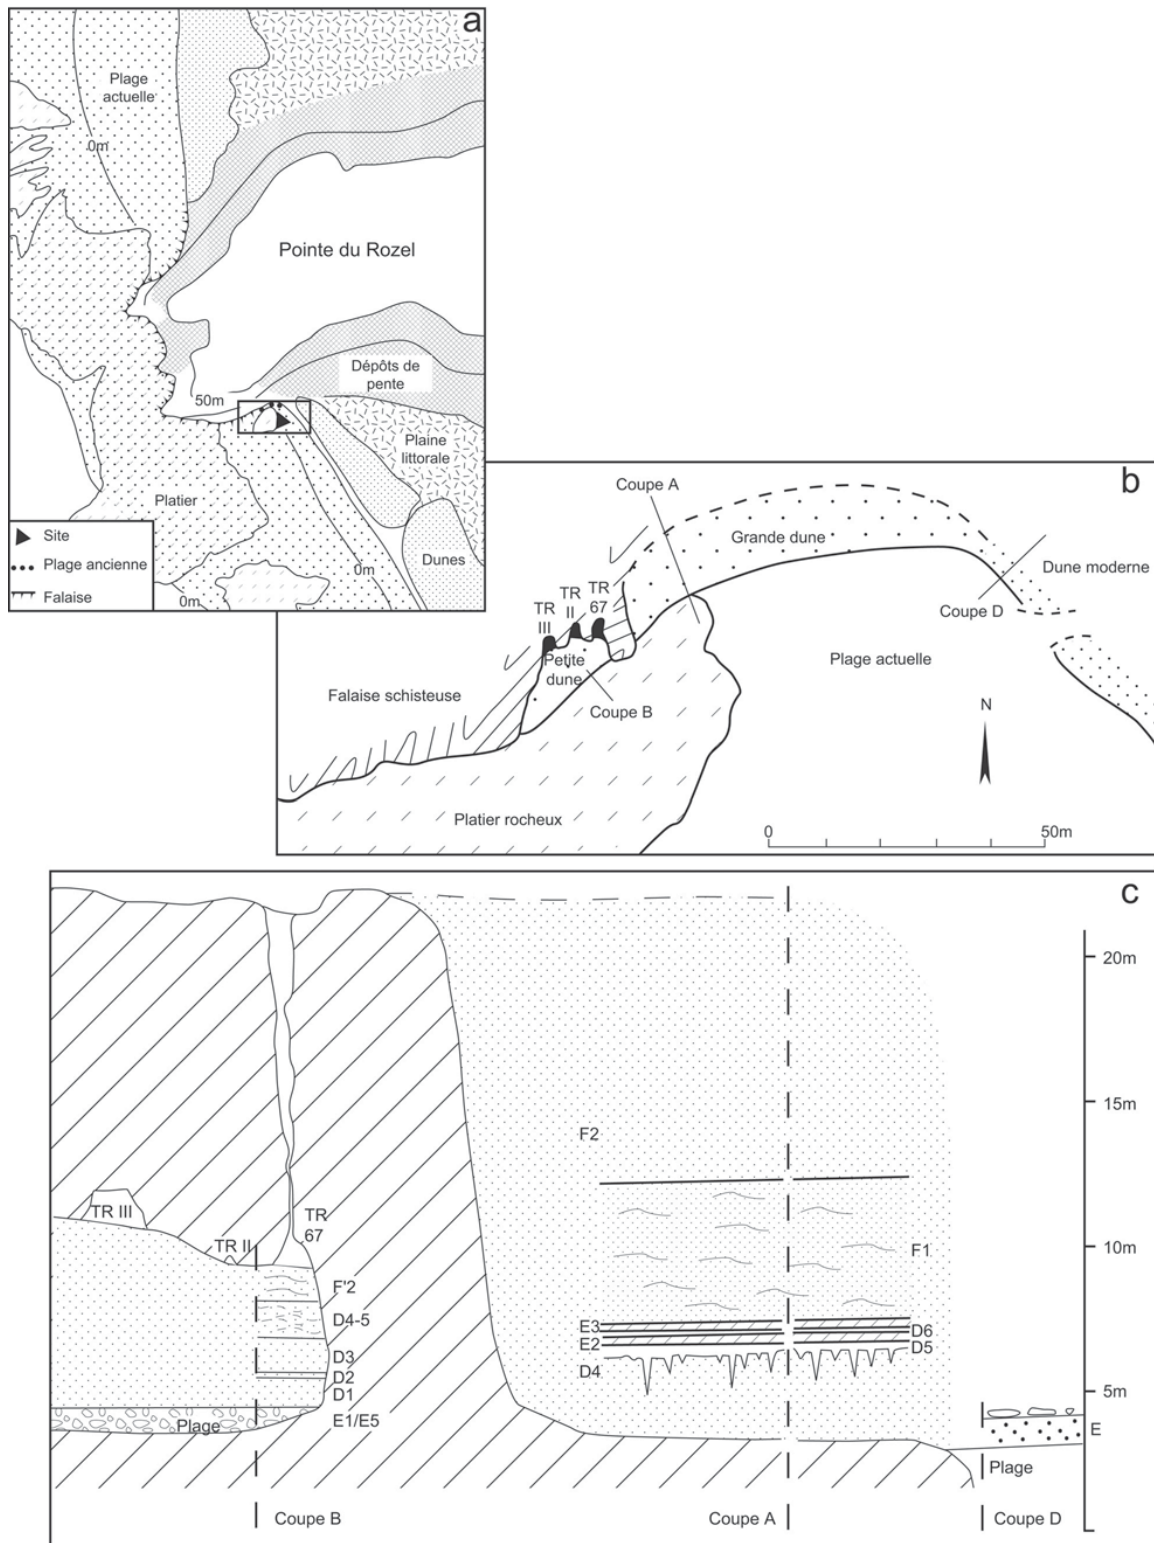 a
Plage
actuelle
0m
Pointe du Rozel
Dépôts de
pente
50m
Plaine
littorale
Platier
Dunes
0m
0m
Site
Plage ancienne
Falaise
b
Coupe A
Grande dune
Dune moderne
Coupe D
TR
III
TR
II
TR
67
Petite
dune
Plage actuelle
Falaise schisteuse
Coupe B
N
Platier rocheux
0
50m
c
20m
15m
10m
5m
F2
F1
TR III
TR II
TR
67
F'2
D4-5
D3
D2
D1
E1/E5
Plage
E3
E2
D4
D6
D5
E
Plage
Coupe B
Coupe A
Coupe D